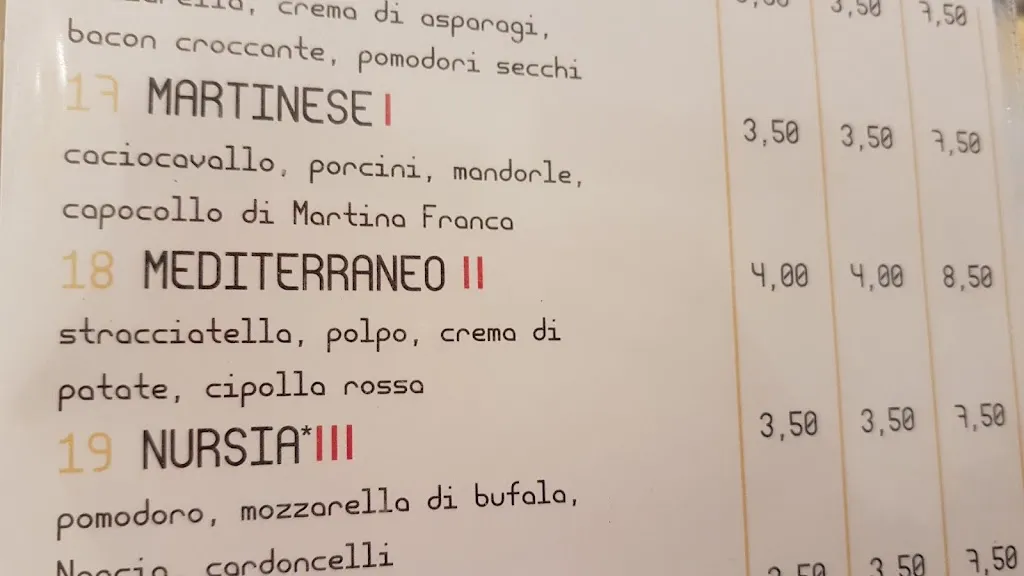 crema di asparagi, 3,50 7,50
bacon croccante, pomodori secchi
17 MARTINESE I 3,50 3,50 7,50
caciocavallo, porcini, mandorle,
capocollo di Martina Franca
18 MEDITERRANEO II 4,00 4,00 8,50
stracciatella, polpo, crema di
patate, cipolla rossa
19 NURSIA* III 3,50 3,50 7,50
pomodoro, mozzarella di bufala,
cardoncelli 3,50 3,50 7,50